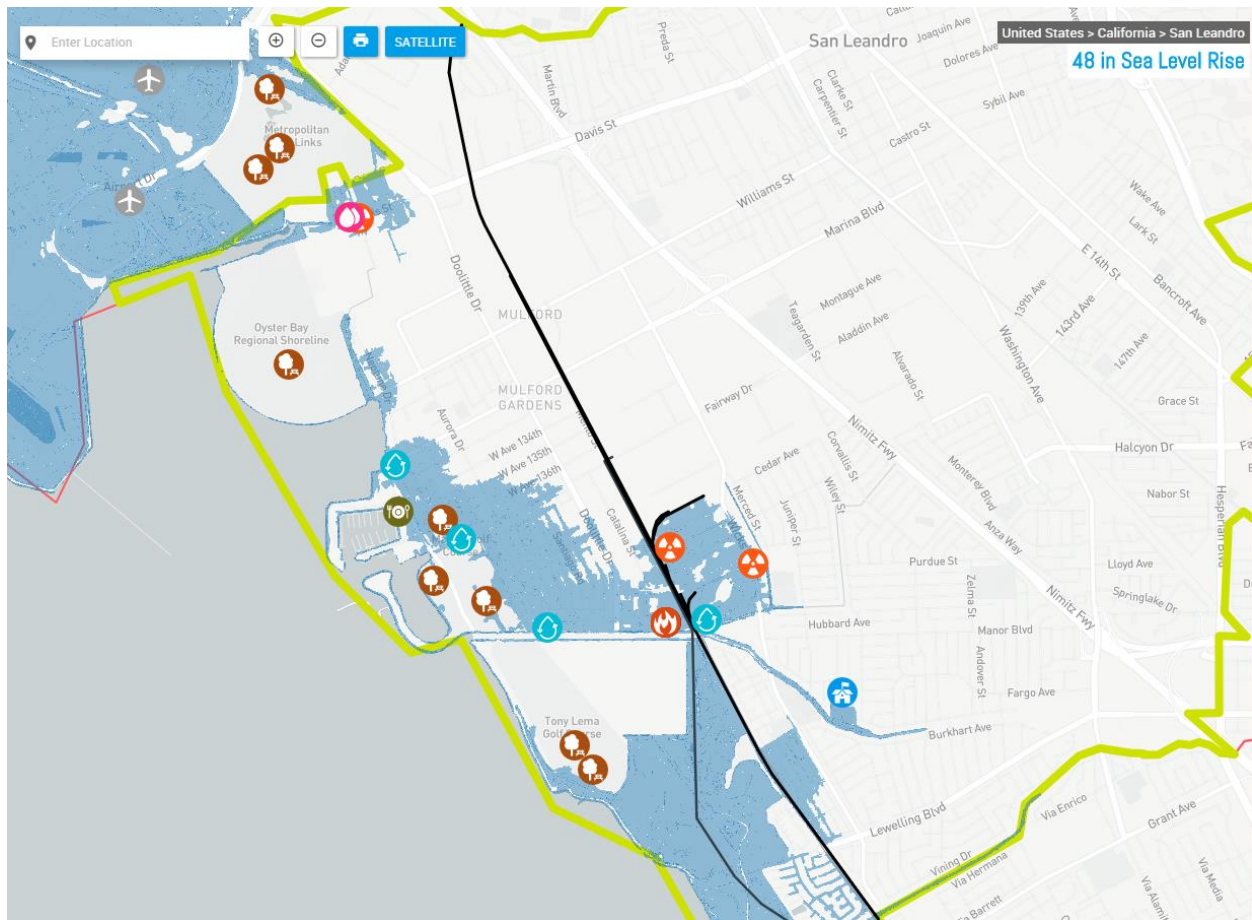 Enter Location
SATELLITE
United States > California > San Leandro
48 in Sea Level Rise
San Leandro
Joaquin Ave
Dolores Ave
Preda St
Martin Blvd
Clarke St
Carpentier St
Sybil Ave
Castro St
Davis St
Metropolitan
Links
Williams St
Wake Ave
Lark St
Marina Blvd
E 14th St
Bancroft Ave
Doolittle Dr
Montague Ave
Aladdin Ave
Teagarden St
139th Ave
143rd Ave
147th Ave
Washington Ave
MULFORD
Oyster Bay
Regional Shoreline
Alvarado St
MULFORD
GARDENS
Fairway Dr
Grace St
Aurora Dr
W Ave 134th
W Ave 135th
W Ave 136th
Nimitz Fwy
Halcyon Dr
Corvallis St
Wiley St
Cedar Ave
Monterey Blvd
Nabor St
Hesperian Blvd
Merced St
Juniper St
Anza Way
Catalina St
Doolittle Dr
Purdue St
Lloyd Ave
Zelma St
Springlake Dr
Nimitz Fwy
Hubbard Ave
Manor Blvd
Andover St
Fargo Ave
Tony Lema
Burkhart Ave
Lewelling Blvd
Via Enrico
Grant Ave
Vining Dr
Via Hermana
Via Barrett
Via Media